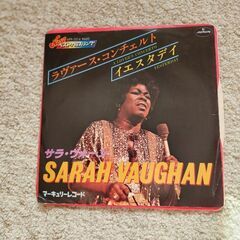 ラヴァース・コンチェルト
A LOVER'S CONCERTO
イエスタデイ
YESTERDAY
サラ・ヴォーン
SARAH VAUGHAN
マーキュリーレコード